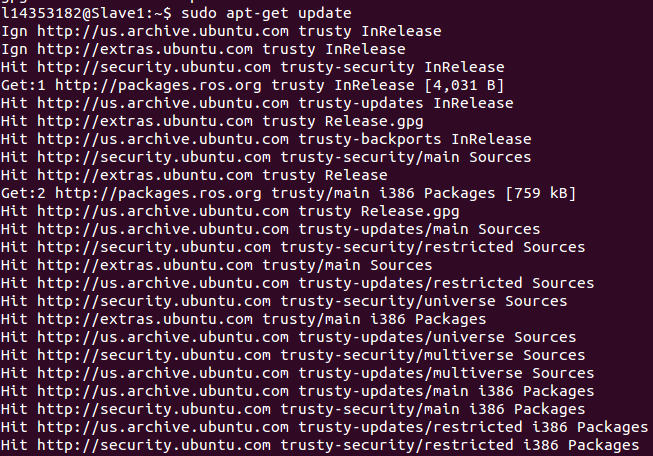 l14353182@Slave1:~$ sudo apt-get update
Ign http://us.archive.ubuntu.com trusty InRelease
Ign http://extras.ubuntu.com trusty InRelease
Hit http://security.ubuntu.com trusty-security InRelease
Get:1 http://packages.ros.org trusty InRelease [4,031 B]
Hit http://us.archive.ubuntu.com trusty-updates InRelease
Hit http://extras.ubuntu.com trusty Release.gpg
Hit http://us.archive.ubuntu.com trusty-backports InRelease
Hit http://security.ubuntu.com trusty-security/main Sources
Hit http://extras.ubuntu.com trusty Release
Get:2 http://packages.ros.org trusty/main i386 Packages [759 kB]
Hit http://us.archive.ubuntu.com trusty Release.gpg
Hit http://us.archive.ubuntu.com trusty-updates/main Sources
Hit http://security.ubuntu.com trusty-security/restricted Sources
Hit http://extras.ubuntu.com trusty/main Sources
Hit http://us.archive.ubuntu.com trusty-updates/restricted Sources
Hit http://security.ubuntu.com trusty-security/universe Sources
Hit http://extras.ubuntu.com trusty/main i386 Packages
Hit http://us.archive.ubuntu.com trusty-updates/universe Sources
Hit http://security.ubuntu.com trusty-security/multiverse Sources
Hit http://us.archive.ubuntu.com trusty-updates/multiverse Sources
Hit http://us.archive.ubuntu.com trusty-updates/main i386 Packages
Hit http://security.ubuntu.com trusty-security/main i386 Packages
Hit http://us.archive.ubuntu.com trusty-updates/restricted i386 Packages
Hit http://security.ubuntu.com trusty-security/restricted i386 Packages